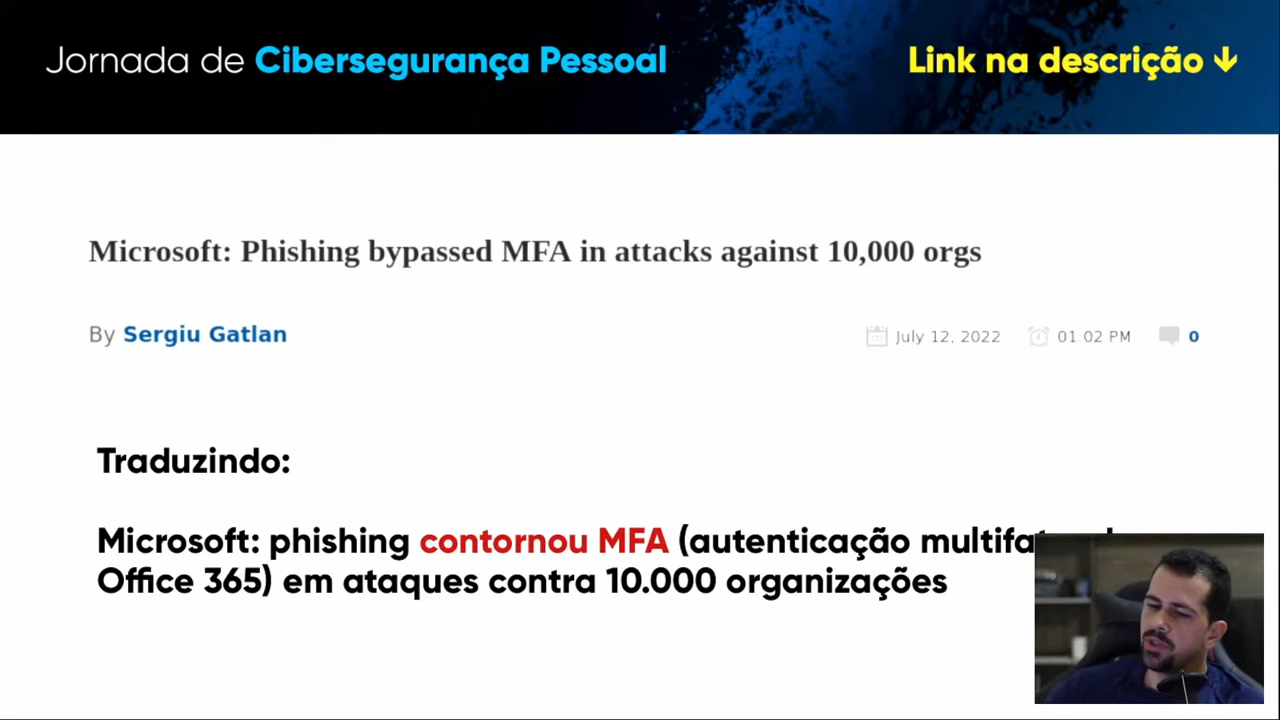 Jornada de Cibersegurança Pessoal
Link na descrição ↓
Microsoft: Phishing bypassed MFA in attacks against 10,000 orgs
By Sergiu Gatlan
July 12, 2022 01:02 PM 0
Traduzindo:
Microsoft: phishing contornou MFA (autenticação
Office 365) em ataques contra 10.000 organizações